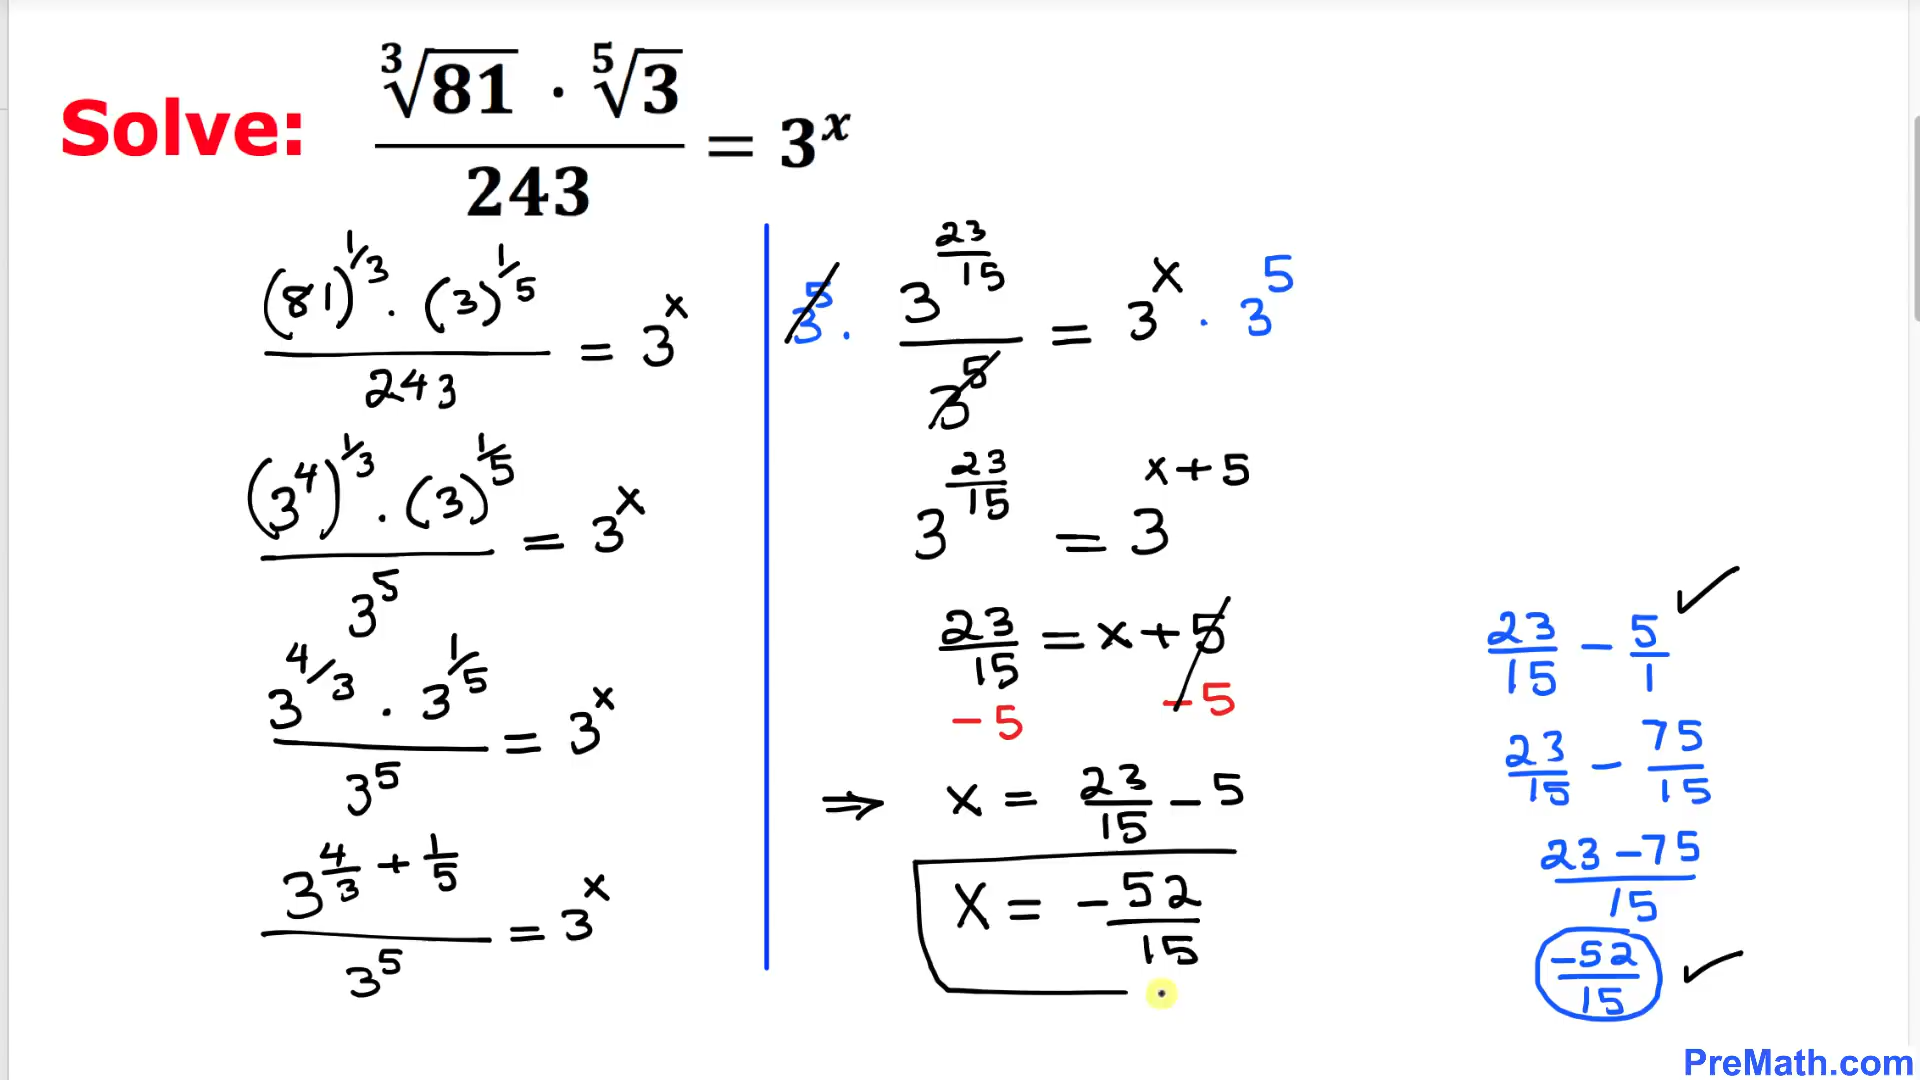 Solve: ∛81 · ⁵√3 / 243 = 3^x
(81)^1/3 · (3)^1/5 / 243 = 3^x
(3^4)^1/3 · (3)^1/5 / 3^5 = 3^x
3^4/3 · 3^1/5 / 3^5 = 3^x
3^(4/3 + 1/5) / 3^5 = 3^x
3^5 · 3^(23/15) / 3^5 = 3^x · 3^5
3^(23/15) = 3^(x+5)
23/15 = x + 5
-5 -5
⇒ x = 23/15 - 5
x = -52/15
23/15 - 5/1 ✓
23/15 - 75/15
23-75/15
-52/15 ✓
PreMath.com